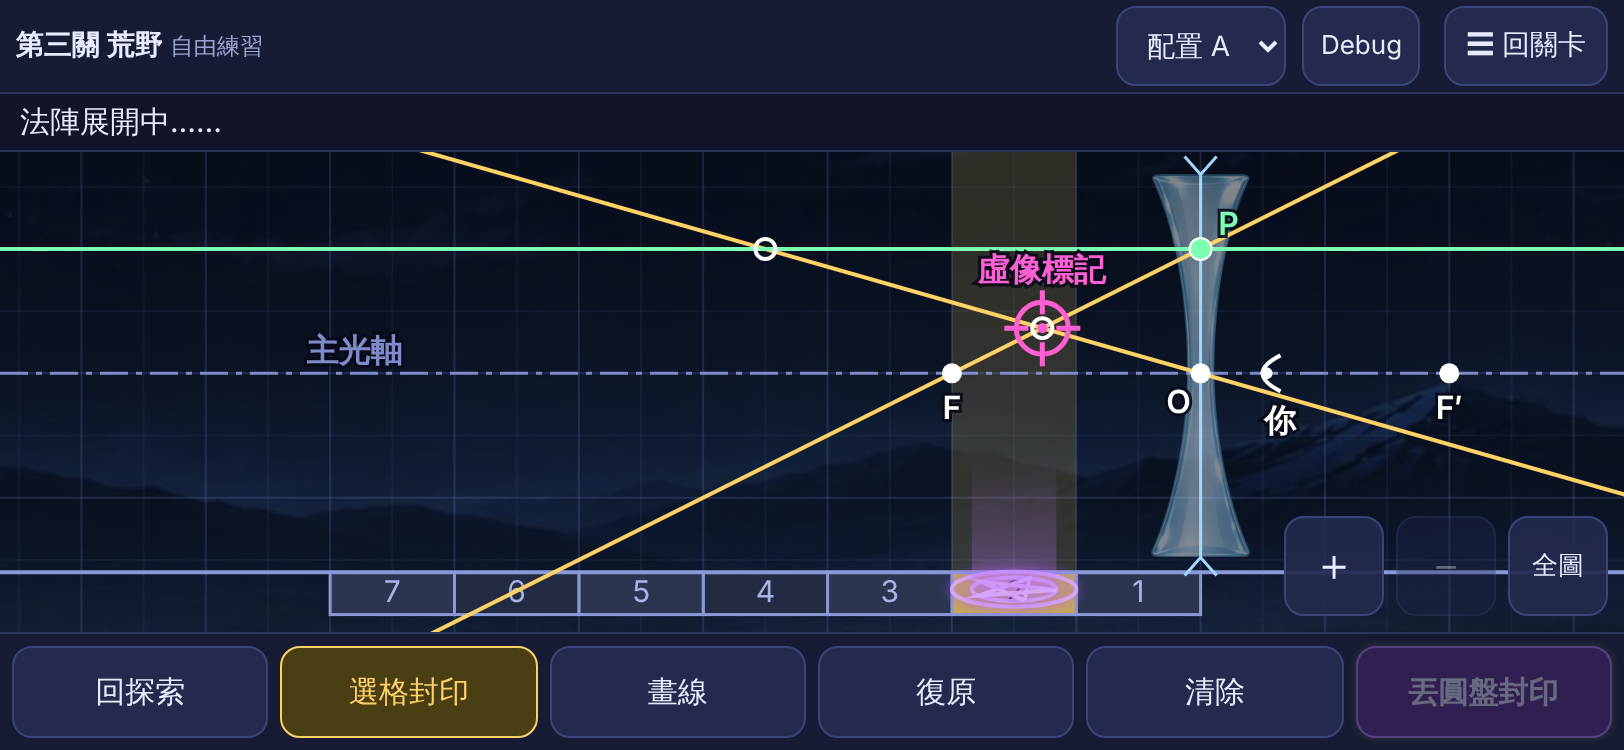 第三關 荒野 自由練習
配置 A
Debug
☰ 回關卡
法陣展開中……
P
虛像標記
主光軸
F
O
你
F′
7 6 5 4 3 1
+
−
全圖
回探索
選格封印
畫線
復原
清除
丟圓盤封印